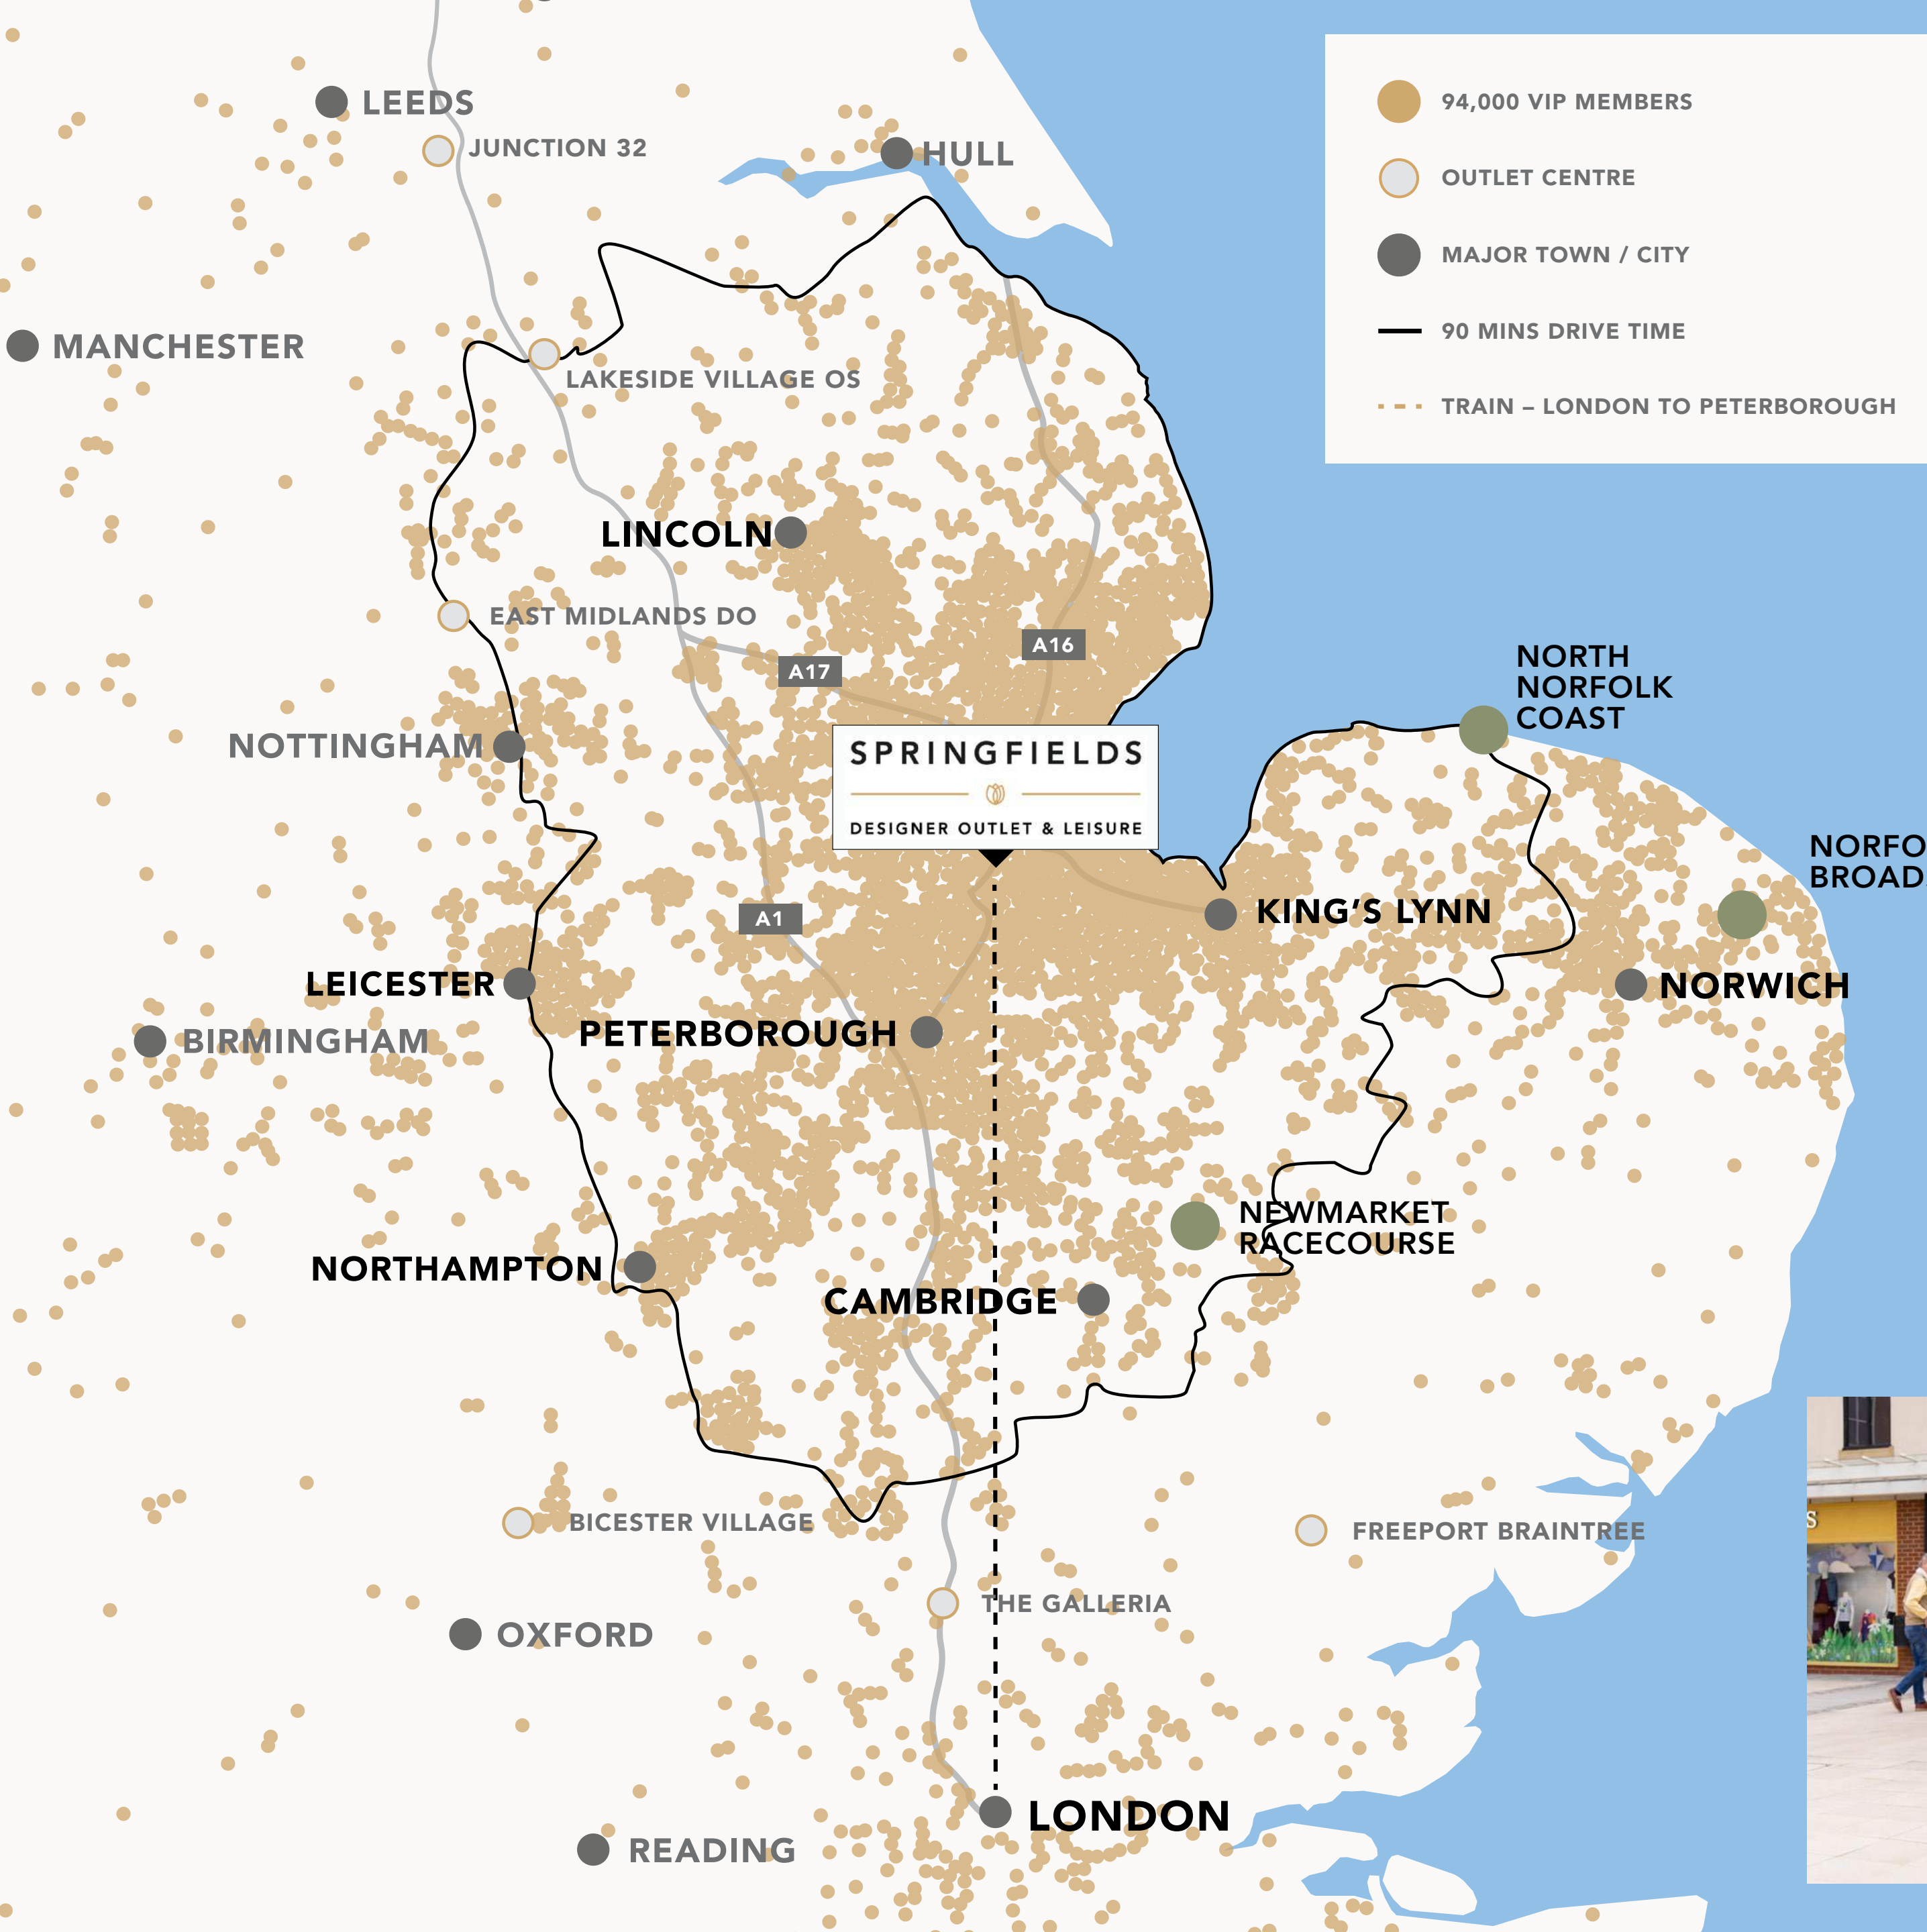 94,000 VIP MEMBERS
OUTLET CENTRE
MAJOR TOWN / CITY
90 MINS DRIVE TIME
TRAIN – LONDON TO PETERBOROUGH
LEEDS
JUNCTION 32
HULL
MANCHESTER
LAKESIDE VILLAGE OS
LINCOLN
EAST MIDLANDS DO
A16
A17
NORTH
NORFOLK
COAST
NOTTINGHAM
SPRINGFIELDS
DESIGNER OUTLET & LEISURE
NORFO
BROAD
A1
KING’S LYNN
LEICESTER
NORWICH
PETERBOROUGH
BIRMINGHAM
NEWMARKET
RACECOURSE
NORTHAMPTON
CAMBRIDGE
BICESTER VILLAGE
FREEPORT BRAINTREE
THE GALLERIA
OXFORD
LONDON
READING
S